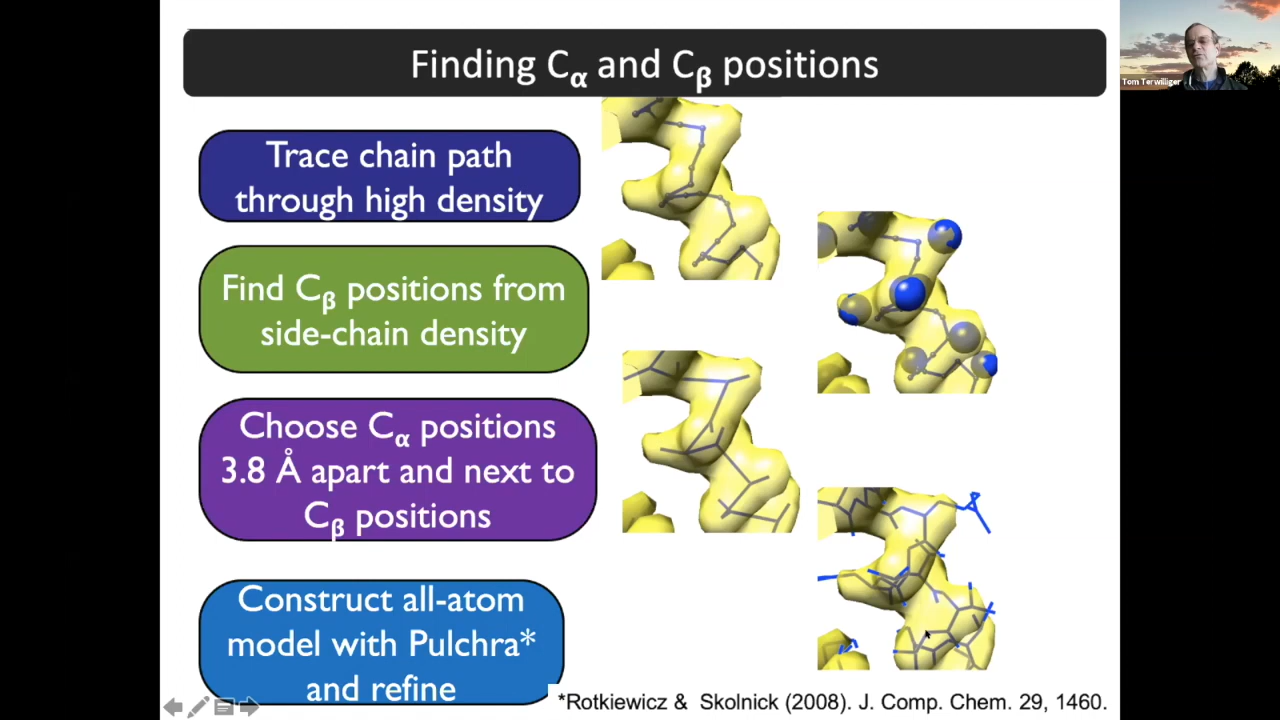 Finding Cα and Cβ positions
Tom Terwilliger
Trace chain path
through high density
Find Cβ positions from
side-chain density
Choose Cα positions
3.8 Å apart and next to
Cβ positions
Construct all-atom
model with Pulchra*
and refine
*Rotkiewicz & Skolnick (2008). J. Comp. Chem. 29, 1460.